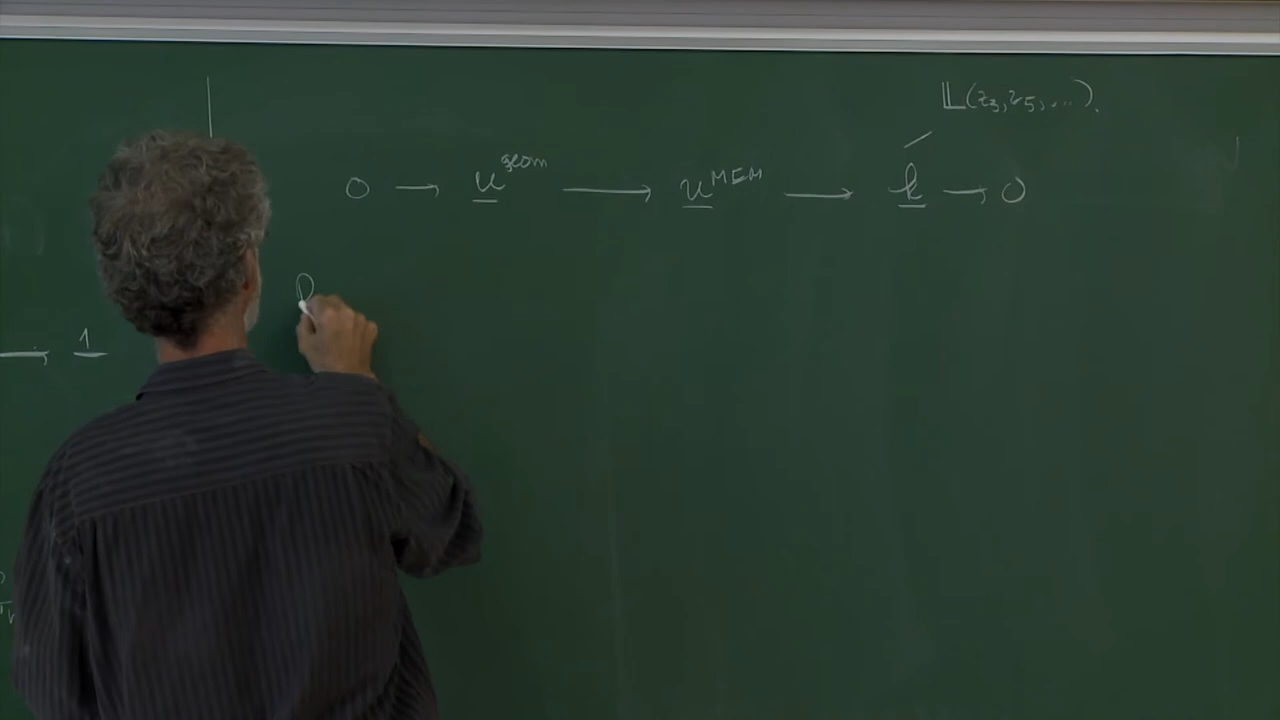 𝕃(z₃, z₅, ...).
0 → u^geom → u^MEM → k → 0
1